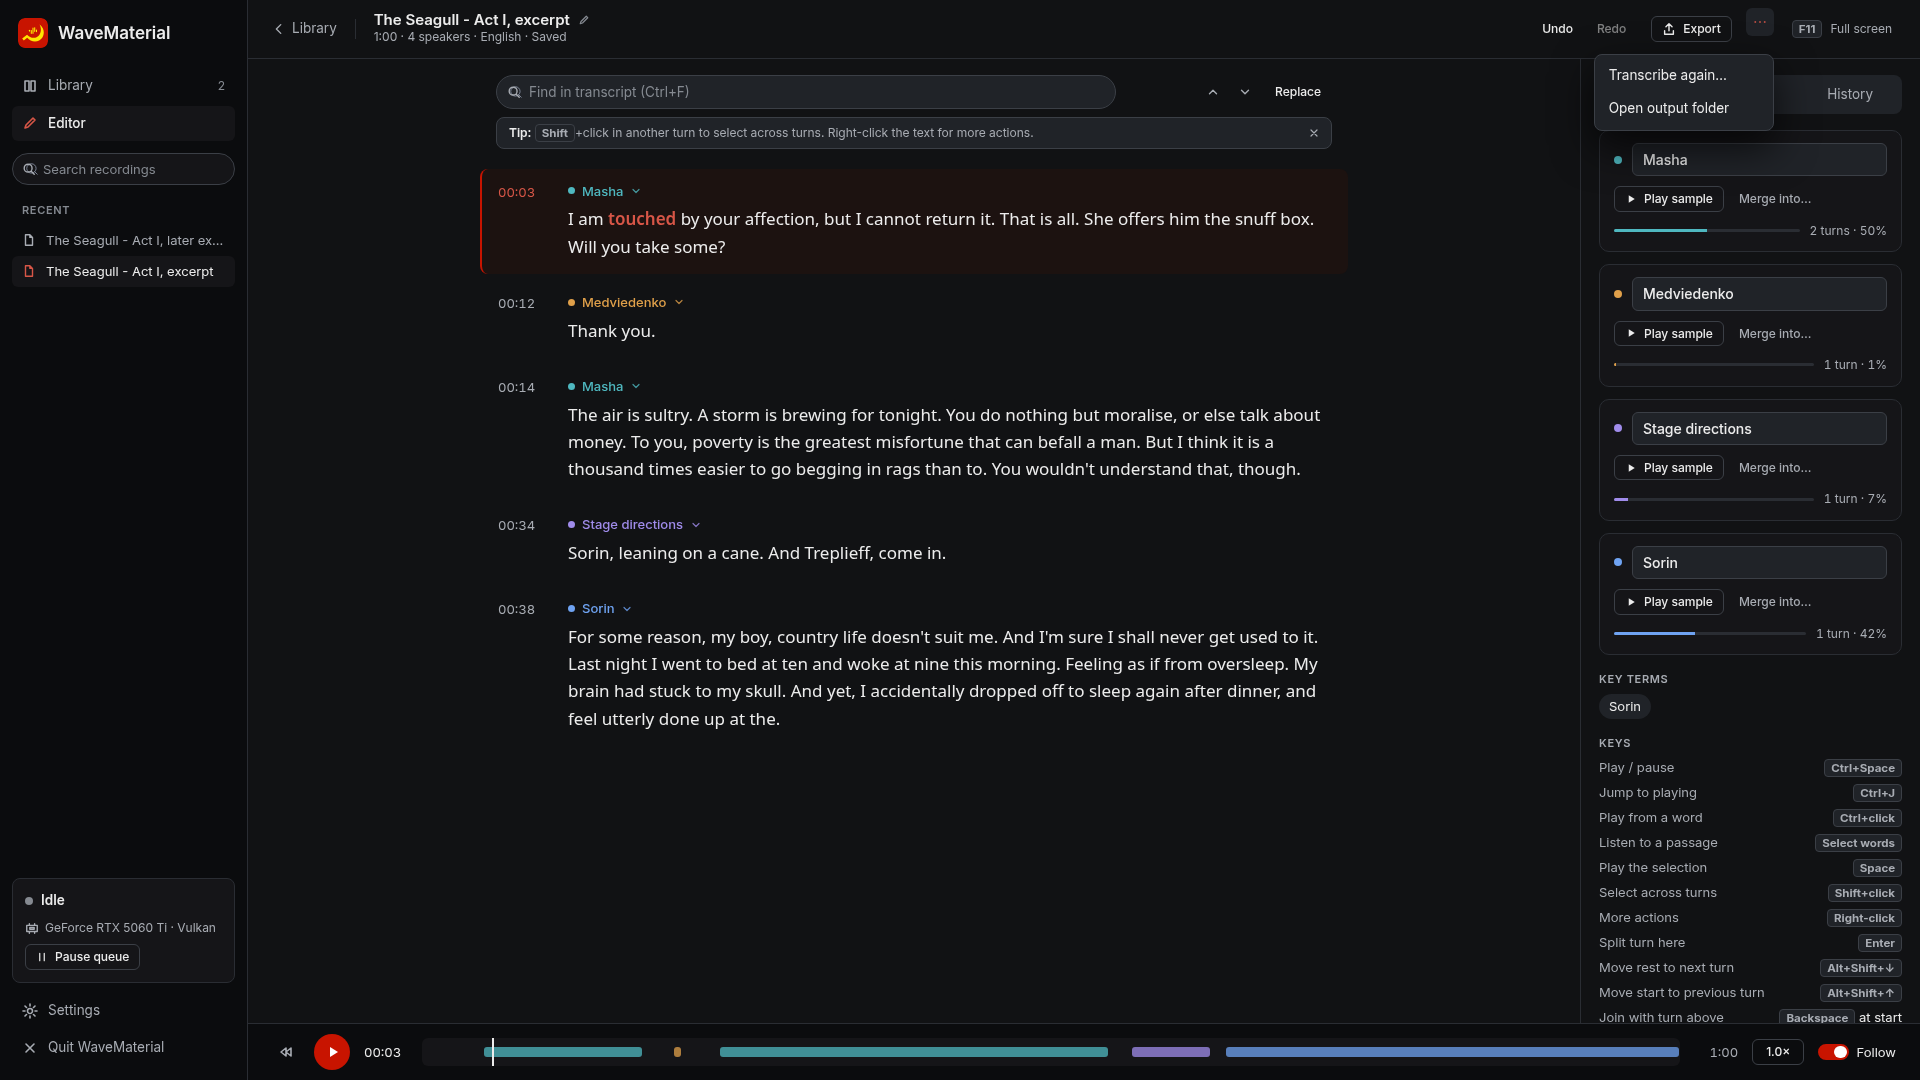 WaveMaterial
Library 2
Editor
Search recordings
RECENT
The Seagull - Act I, later ex...
The Seagull - Act I, excerpt
Idle
GeForce RTX 5060 Ti · Vulkan
Pause queue
Settings
Quit WaveMaterial
Library
The Seagull - Act I, excerpt
1:00 · 4 speakers · English · Saved
Undo
Redo
Export
F11 Full screen
Transcribe again...
Open output folder
History
Find in transcript (Ctrl+F)
Replace
Tip: Shift+click in another turn to select across turns. Right-click the text for more actions.
00:03 Masha
I am touched by your affection, but I cannot return it. That is all. She offers him the snuff box.
Will you take some?
00:12 Medviedenko
Thank you.
00:14 Masha
The air is sultry. A storm is brewing for tonight. You do nothing but moralise, or else talk about
money. To you, poverty is the greatest misfortune that can befall a man. But I think it is a
thousand times easier to go begging in rags than to. You wouldn't understand that, though.
00:34 Stage directions
Sorin, leaning on a cane. And Treplieff, come in.
00:38 Sorin
For some reason, my boy, country life doesn't suit me. And I'm sure I shall never get used to it.
Last night I went to bed at ten and woke at nine this morning. Feeling as if from oversleep. My
brain had stuck to my skull. And yet, I accidentally dropped off to sleep again after dinner, and
feel utterly done up at the.
Masha
Play sample Merge into...
2 turns · 50%
Medviedenko
Play sample Merge into...
1 turn · 1%
Stage directions
Play sample Merge into...
1 turn · 7%
Sorin
Play sample Merge into...
1 turn · 42%
KEY TERMS
Sorin
KEYS
Play / pause Ctrl+Space
Jump to playing Ctrl+J
Play from a word Ctrl+click
Listen to a passage Select words
Play the selection Space
Select across turns Shift+click
More actions Right-click
Split turn here Enter
Move rest to next turn Alt+Shift+↓
Move start to previous turn Alt+Shift+↑
Join with turn above Backspace at start
00:03
1:00
1.0×
Follow